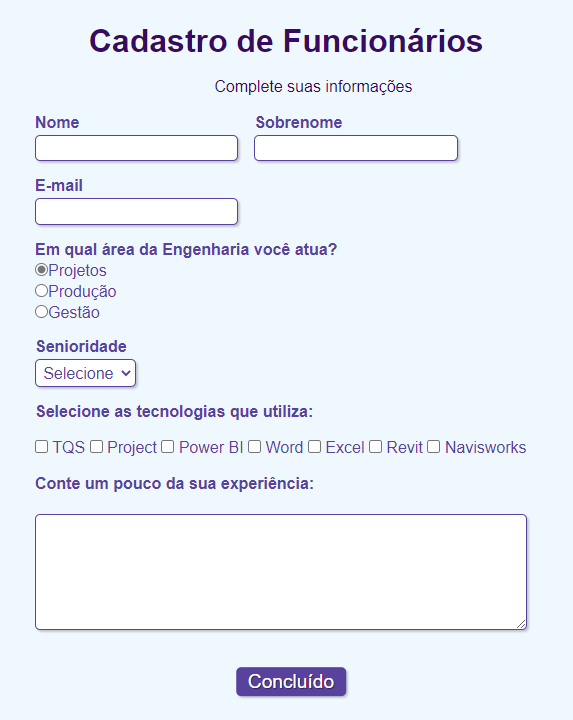 Cadastro de Funcionários
Complete suas informações
Nome Sobrenome
E-mail
Em qual área da Engenharia você atua?
Projetos
Produção
Gestão
Senioridade
Selecione
Selecione as tecnologias que utiliza:
TQS Project Power BI Word Excel Revit Navisworks
Conte um pouco da sua experiência:
Concluído